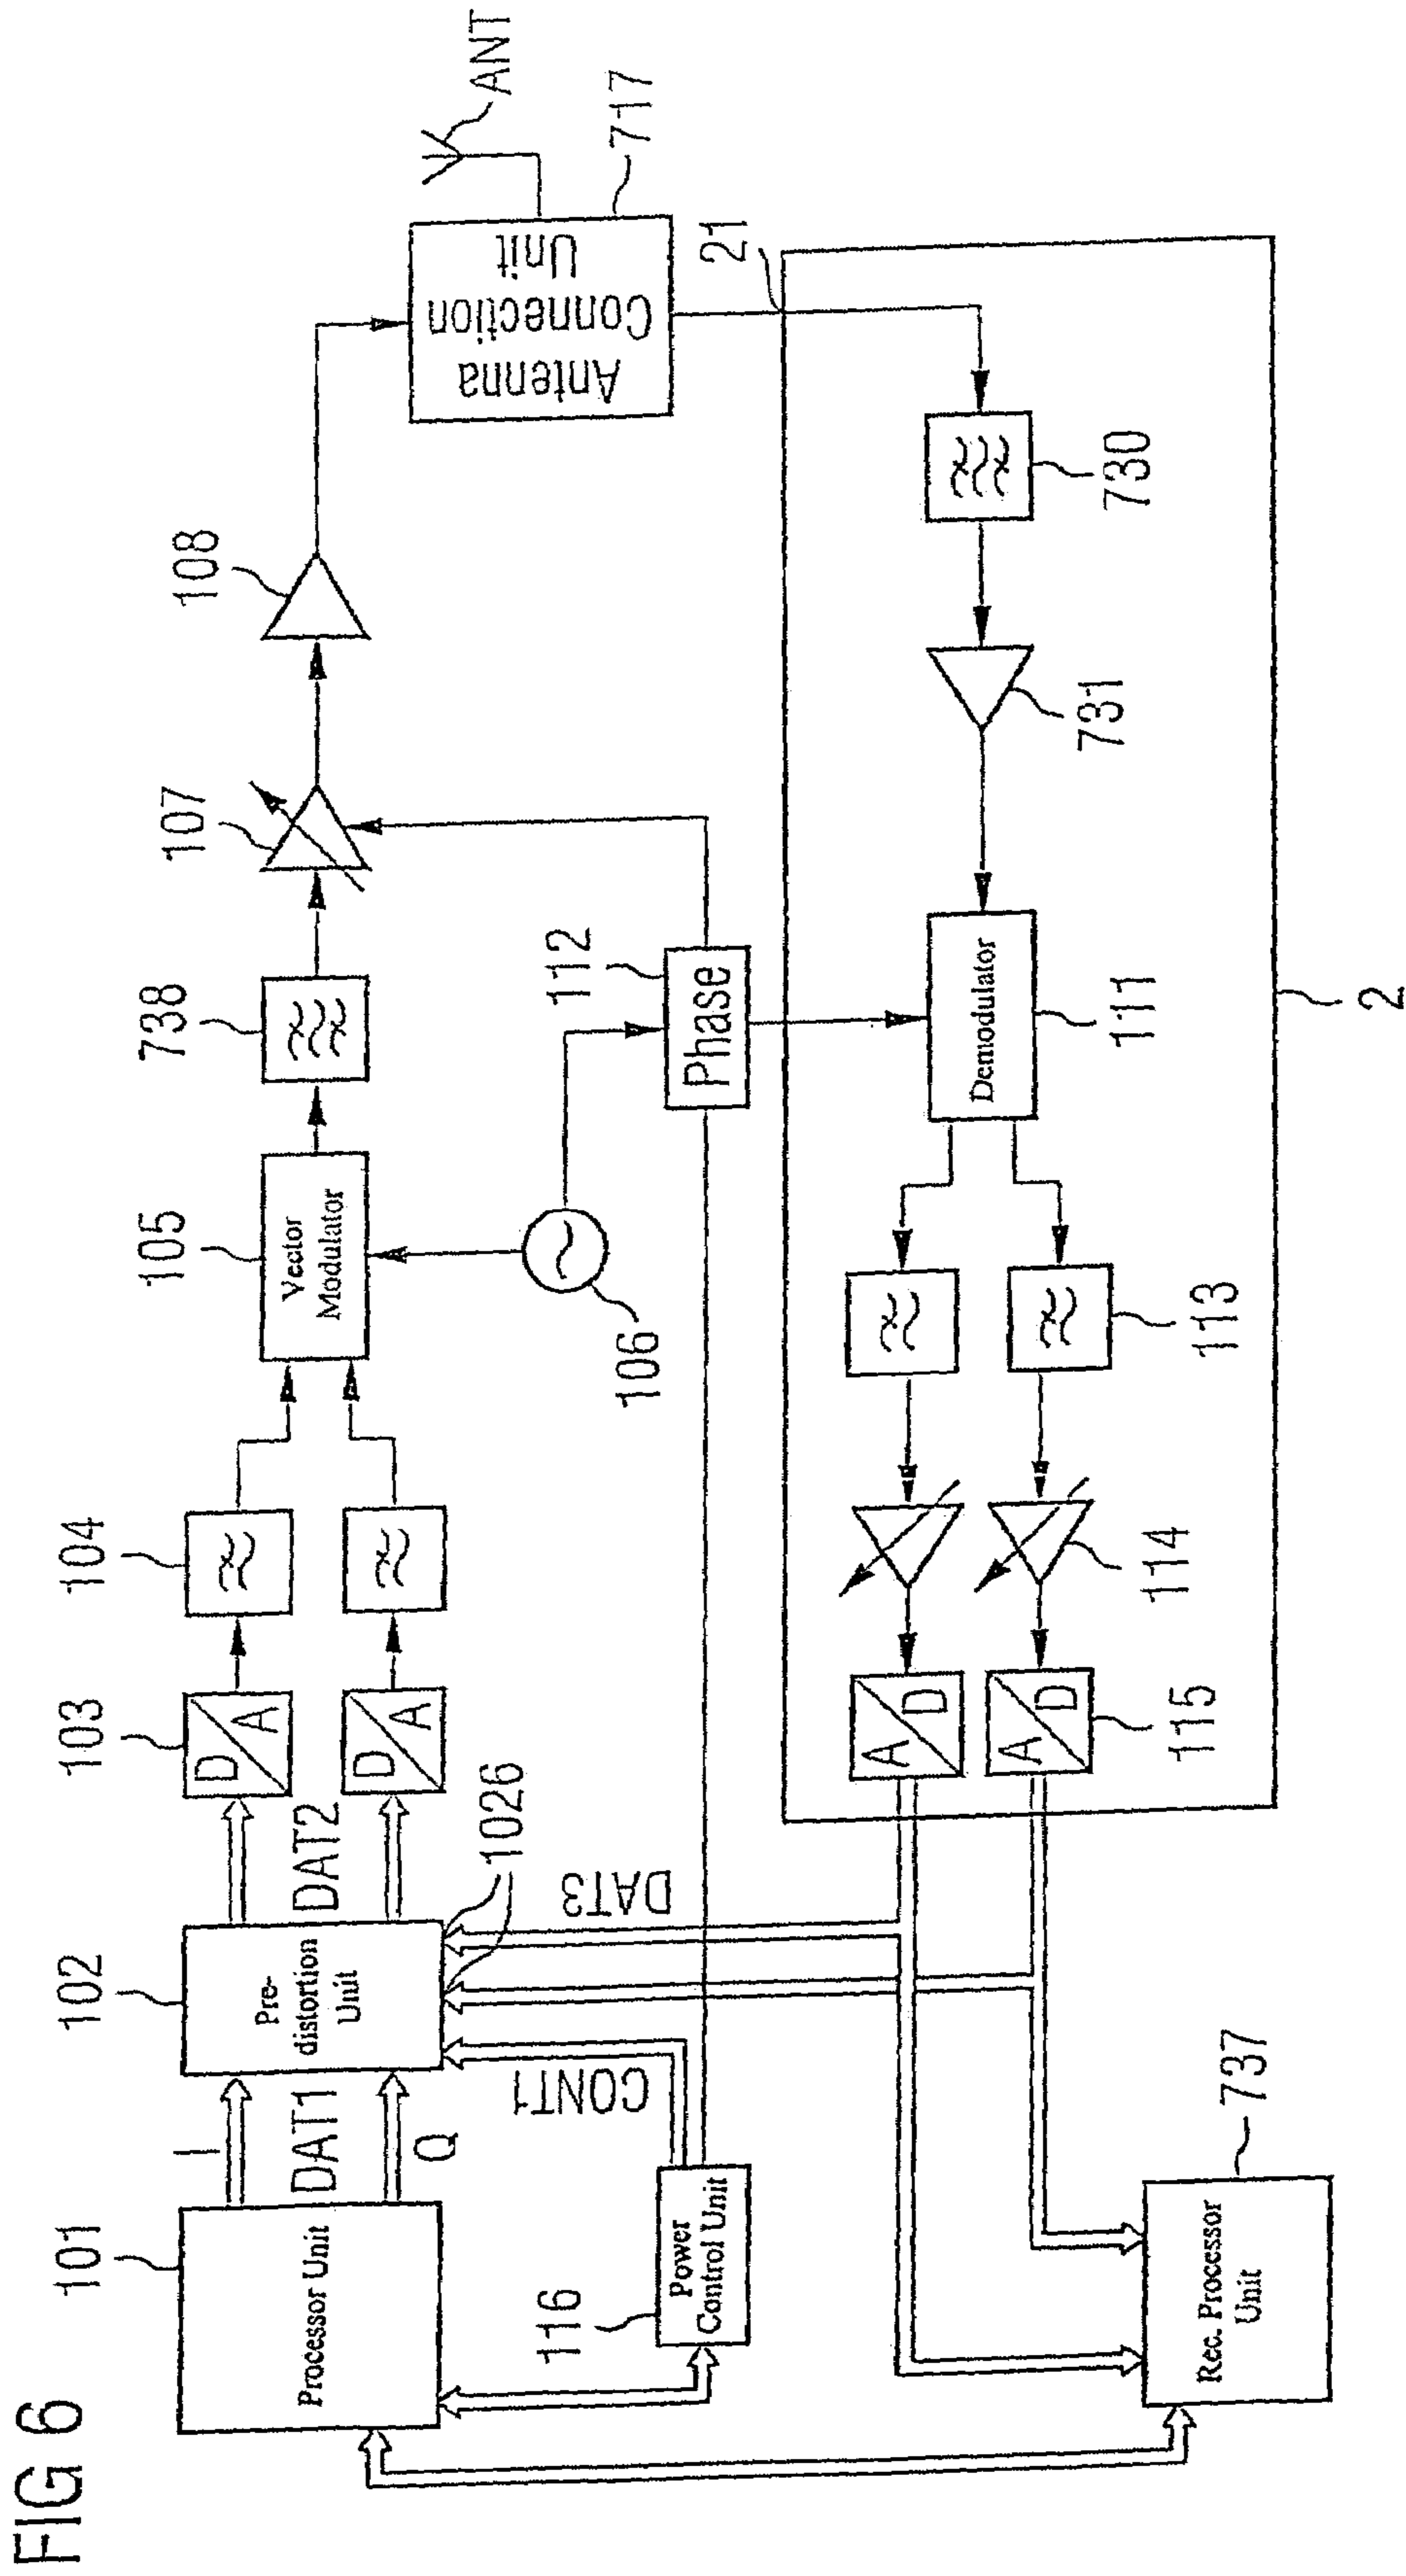 FIG 6
101
Processor Unit
I
DAT1
Q
102
Pre-
distortion
Unit
1026
DAT2
103
D
A
D
A
104
105
Vector
Modulator
106
738
107
108
Antenna
Connection
Unit
717
ANT
116
Power
Control Unit
CONT1
DAT3
112
Phase
21
730
731
Demodulator
111
113
114
A
D
A
D
115
2
Rec. Processor
Unit
737